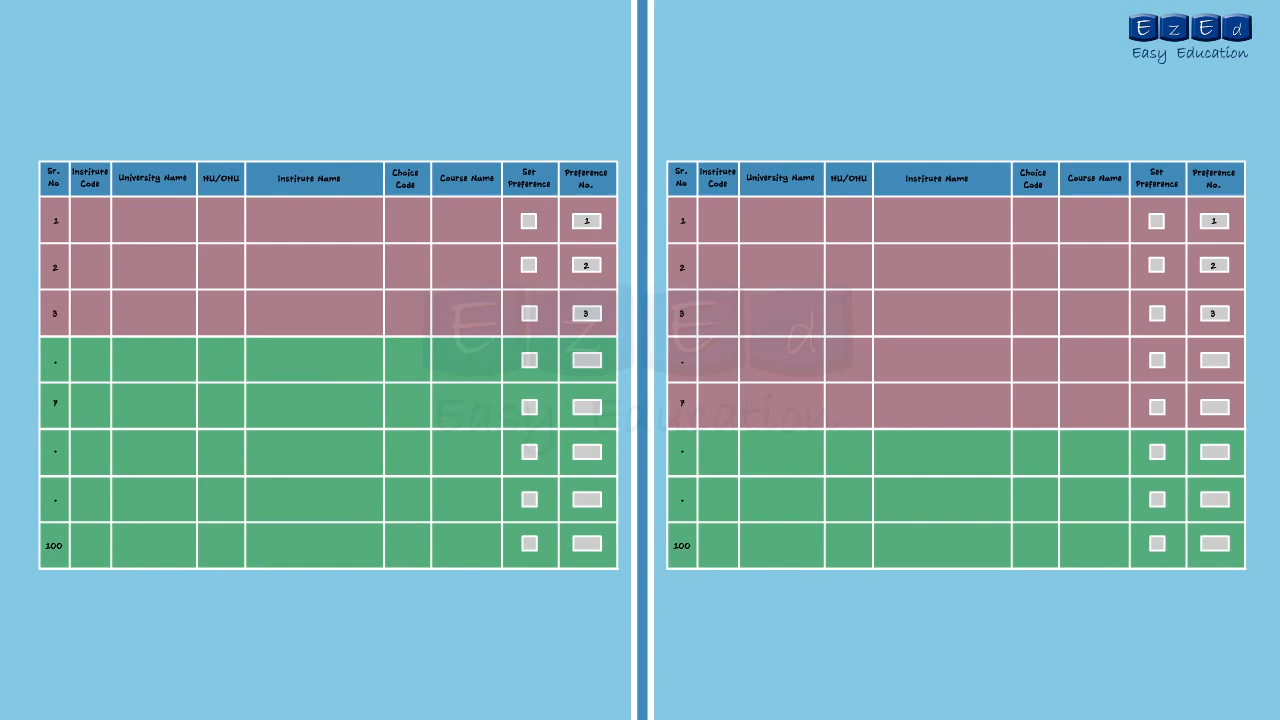 E z E d
Easy Education
Sr. No Institute Code University Name HU/OHU Institute Name Choice Code Course Name Set Preference Preference No.
1 1
2 2
3 3
.
7
.
.
100
Sr. No Institute Code University Name HU/OHU Institute Name Choice Code Course Name Set Preference Preference No.
1 1
2 2
3 3
.
7
.
.
100
E z E d
Easy Education